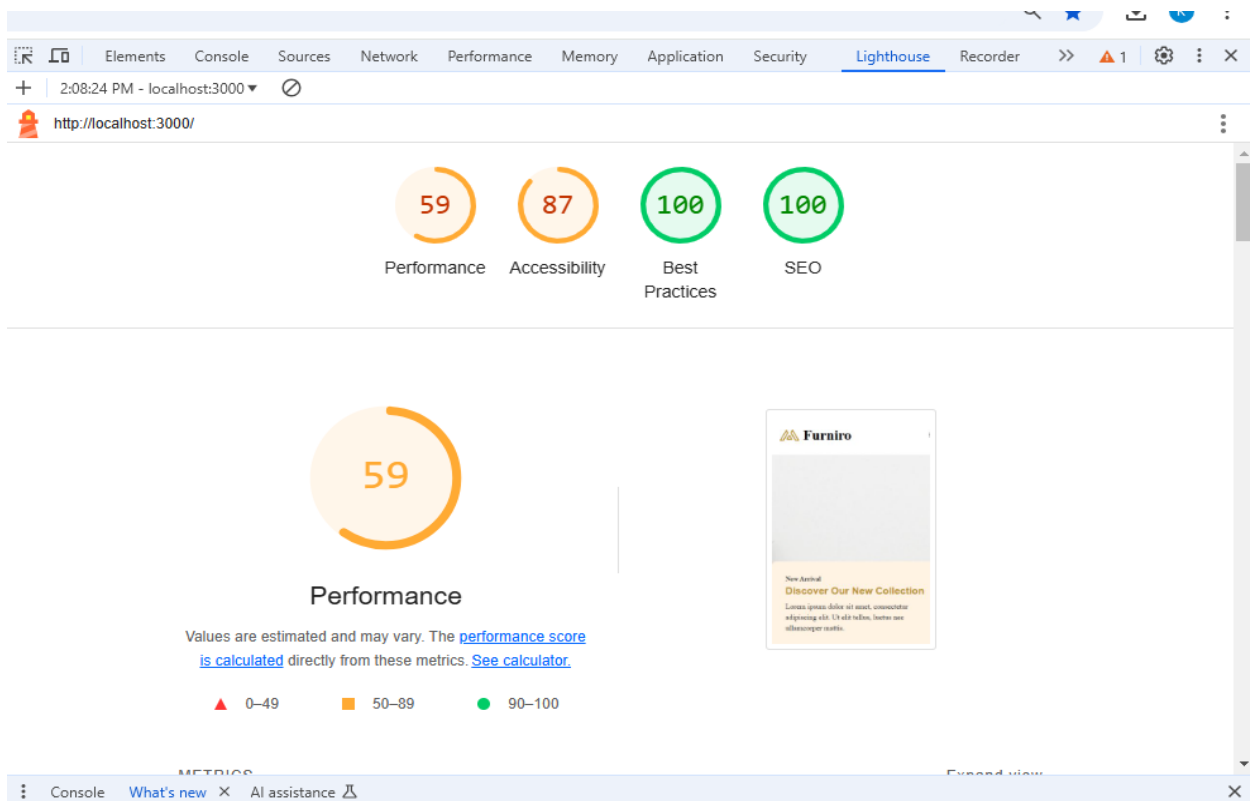 Elements Console Sources Network Performance Memory Application Security Lighthouse Recorder 1
2:08:24 PM - localhost:3000
http://localhost:3000/
59 87 100 100
Performance Accessibility Best Practices SEO
59
Performance
Values are estimated and may vary. The performance score
is calculated directly from these metrics. See calculator.
0–49 50–89 90–100
Furniro
New Arrival
Discover Our New Collection
Lorem ipsum dolor sit amet, consectetur
adipiscing elit. Ut elit tellus, luctus nec
ullamcorper mattis.
METRICS Expand view
Console What's new AI assistance